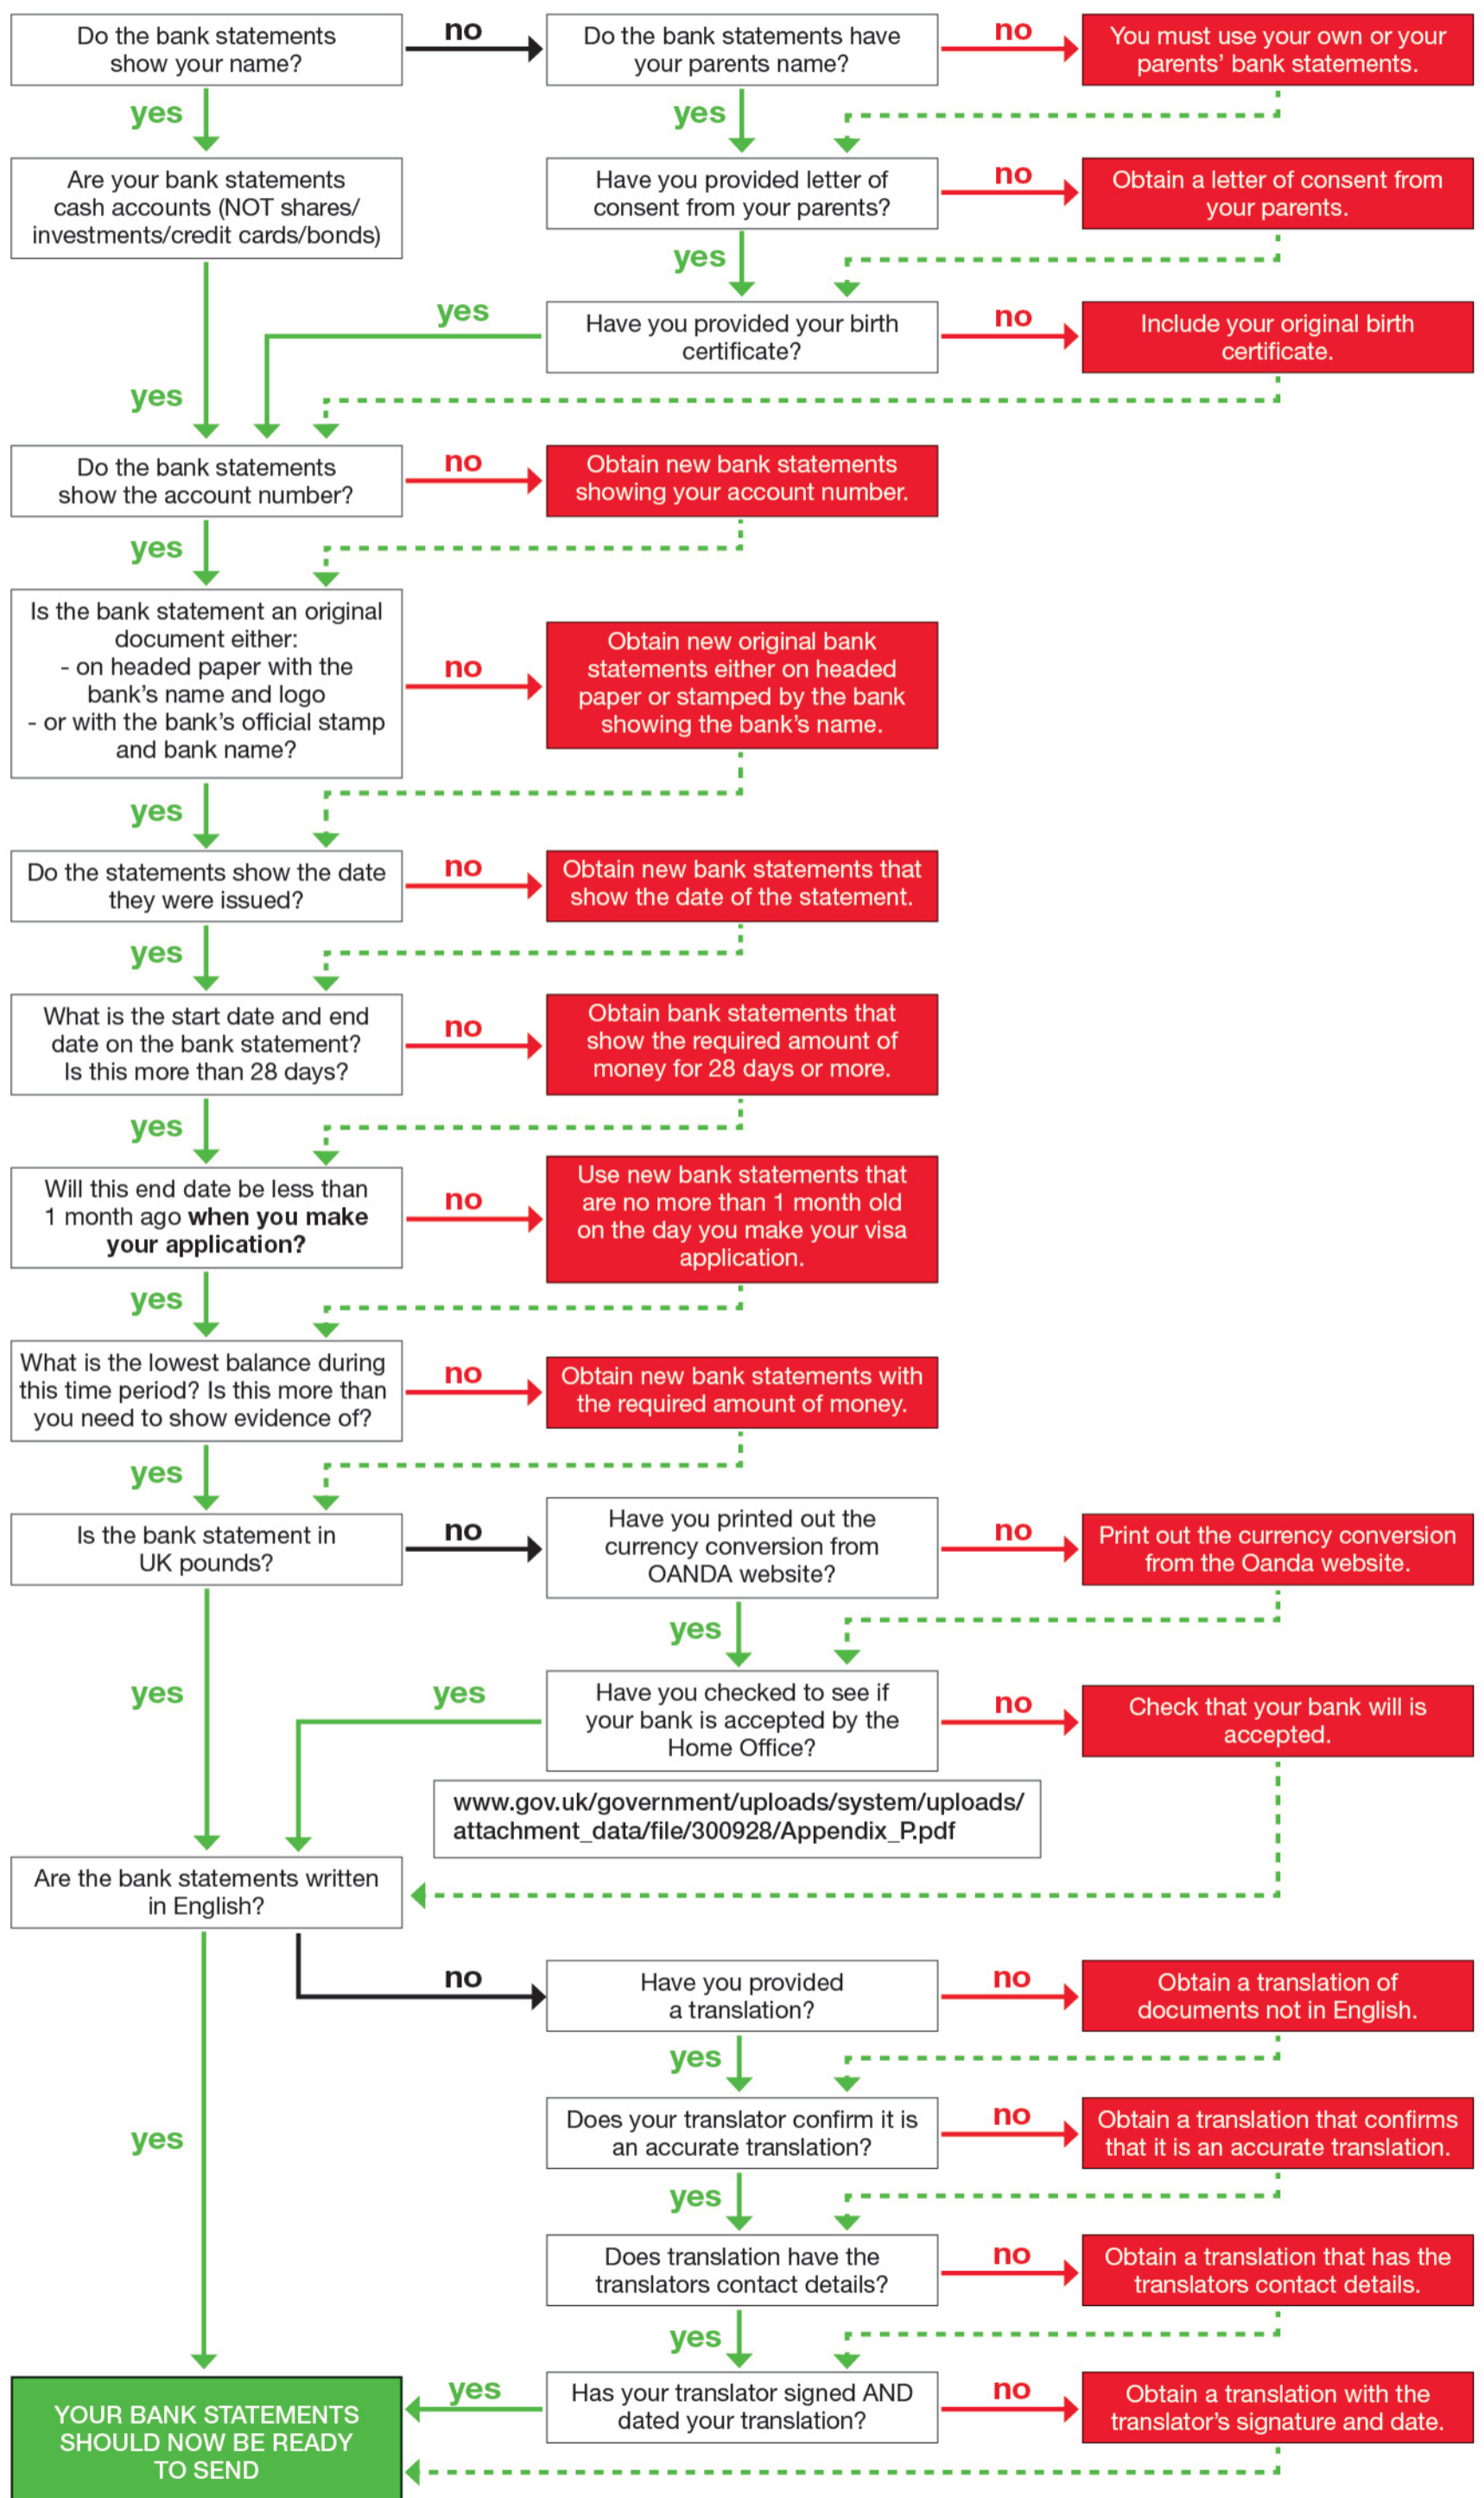 Do the bank statements
show your name?
no
Do the bank statements have
your parents name?
no
You must use your own or your
parents’ bank statements.
yes
yes
Are your bank statements
cash accounts (NOT shares/
investments/credit cards/bonds)
Have you provided letter of
consent from your parents?
no
Obtain a letter of consent from
your parents.
yes
yes
Have you provided your birth
certificate?
no
Include your original birth
certificate.
yes
Do the bank statements
show the account number?
no
Obtain new bank statements
showing your account number.
yes
Is the bank statement an original
document either:
- on headed paper with the
bank’s name and logo
- or with the bank’s official stamp
and bank name?
no
Obtain new original bank
statements either on headed
paper or stamped by the bank
showing the bank’s name.
yes
Do the statements show the date
they were issued?
no
Obtain new bank statements that
show the date of the statement.
yes
What is the start date and end
date on the bank statement?
Is this more than 28 days?
no
Obtain bank statements that
show the required amount of
money for 28 days or more.
yes
Will this end date be less than
1 month ago when you make
your application?
no
Use new bank statements that
are no more than 1 month old
on the day you make your visa
application.
yes
What is the lowest balance during
this time period? Is this more than
you need to show evidence of?
no
Obtain new bank statements with
the required amount of money.
yes
Is the bank statement in
UK pounds?
no
Have you printed out the
currency conversion from
OANDA website?
no
Print out the currency conversion
from the Oanda website.
yes
yes
yes
Have you checked to see if
your bank is accepted by the
Home Office?
no
Check that your bank will is
accepted.
www.gov.uk/government/uploads/system/uploads/
attachment_data/file/300928/Appendix_P.pdf
Are the bank statements written
in English?
no
Have you provided
a translation?
no
Obtain a translation of
documents not in English.
yes
yes
Does your translator confirm it is
an accurate translation?
no
Obtain a translation that confirms
that it is an accurate translation.
yes
Does translation have the
translators contact details?
no
Obtain a translation that has the
translators contact details.
yes
YOUR BANK STATEMENTS
SHOULD NOW BE READY
TO SEND
yes
Has your translator signed AND
dated your translation?
no
Obtain a translation with the
translator’s signature and date.